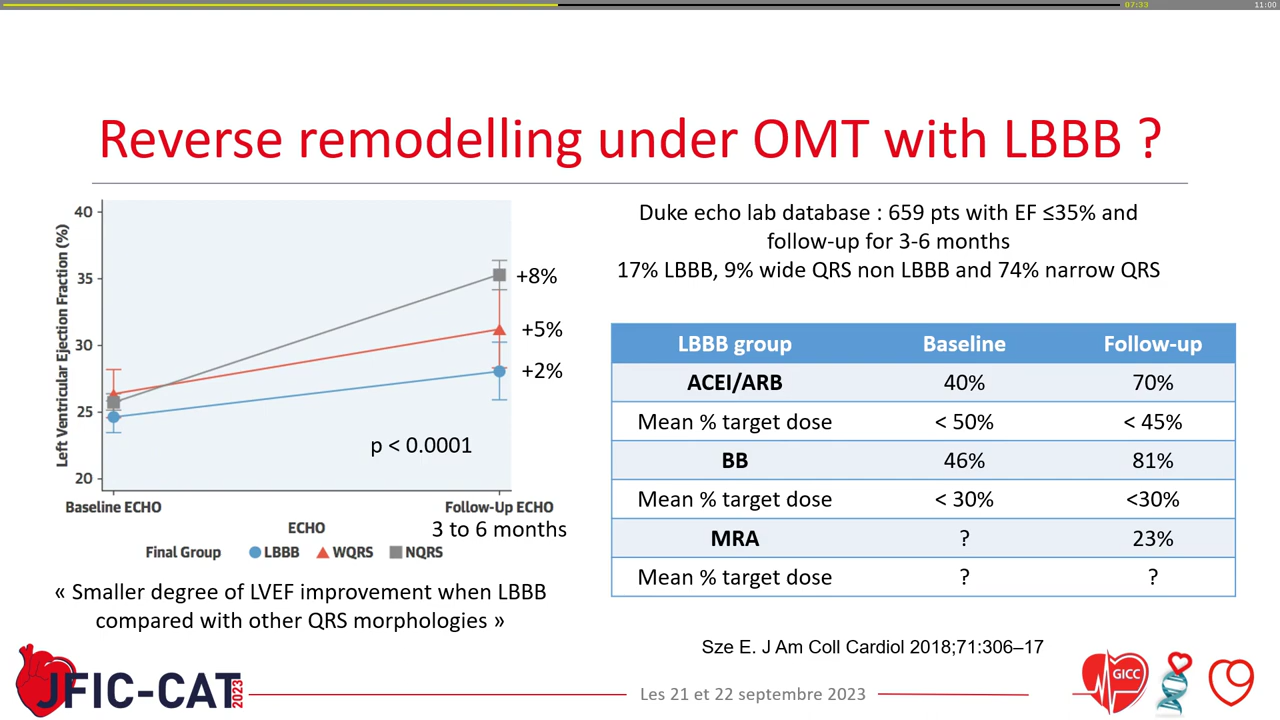 07:33
11:00
Reverse remodelling under OMT with LBBB ?
40
35
30
25
20
Left Ventricular Ejection Fraction (%)
+8%
+5%
+2%
p < 0.0001
Baseline ECHO
Follow-Up ECHO
ECHO
3 to 6 months
Final Group LBBB WQRS NQRS
« Smaller degree of LVEF improvement when LBBB
compared with other QRS morphologies »
Duke echo lab database : 659 pts with EF ≤35% and
follow-up for 3-6 months
17% LBBB, 9% wide QRS non LBBB and 74% narrow QRS
LBBB group Baseline Follow-up
ACEI/ARB 40% 70%
Mean % target dose < 50% < 45%
BB 46% 81%
Mean % target dose < 30% <30%
MRA ? 23%
Mean % target dose ? ?
Sze E. J Am Coll Cardiol 2018;71:306–17
JFIC-CAT 2023
Les 21 et 22 septembre 2023
GICC